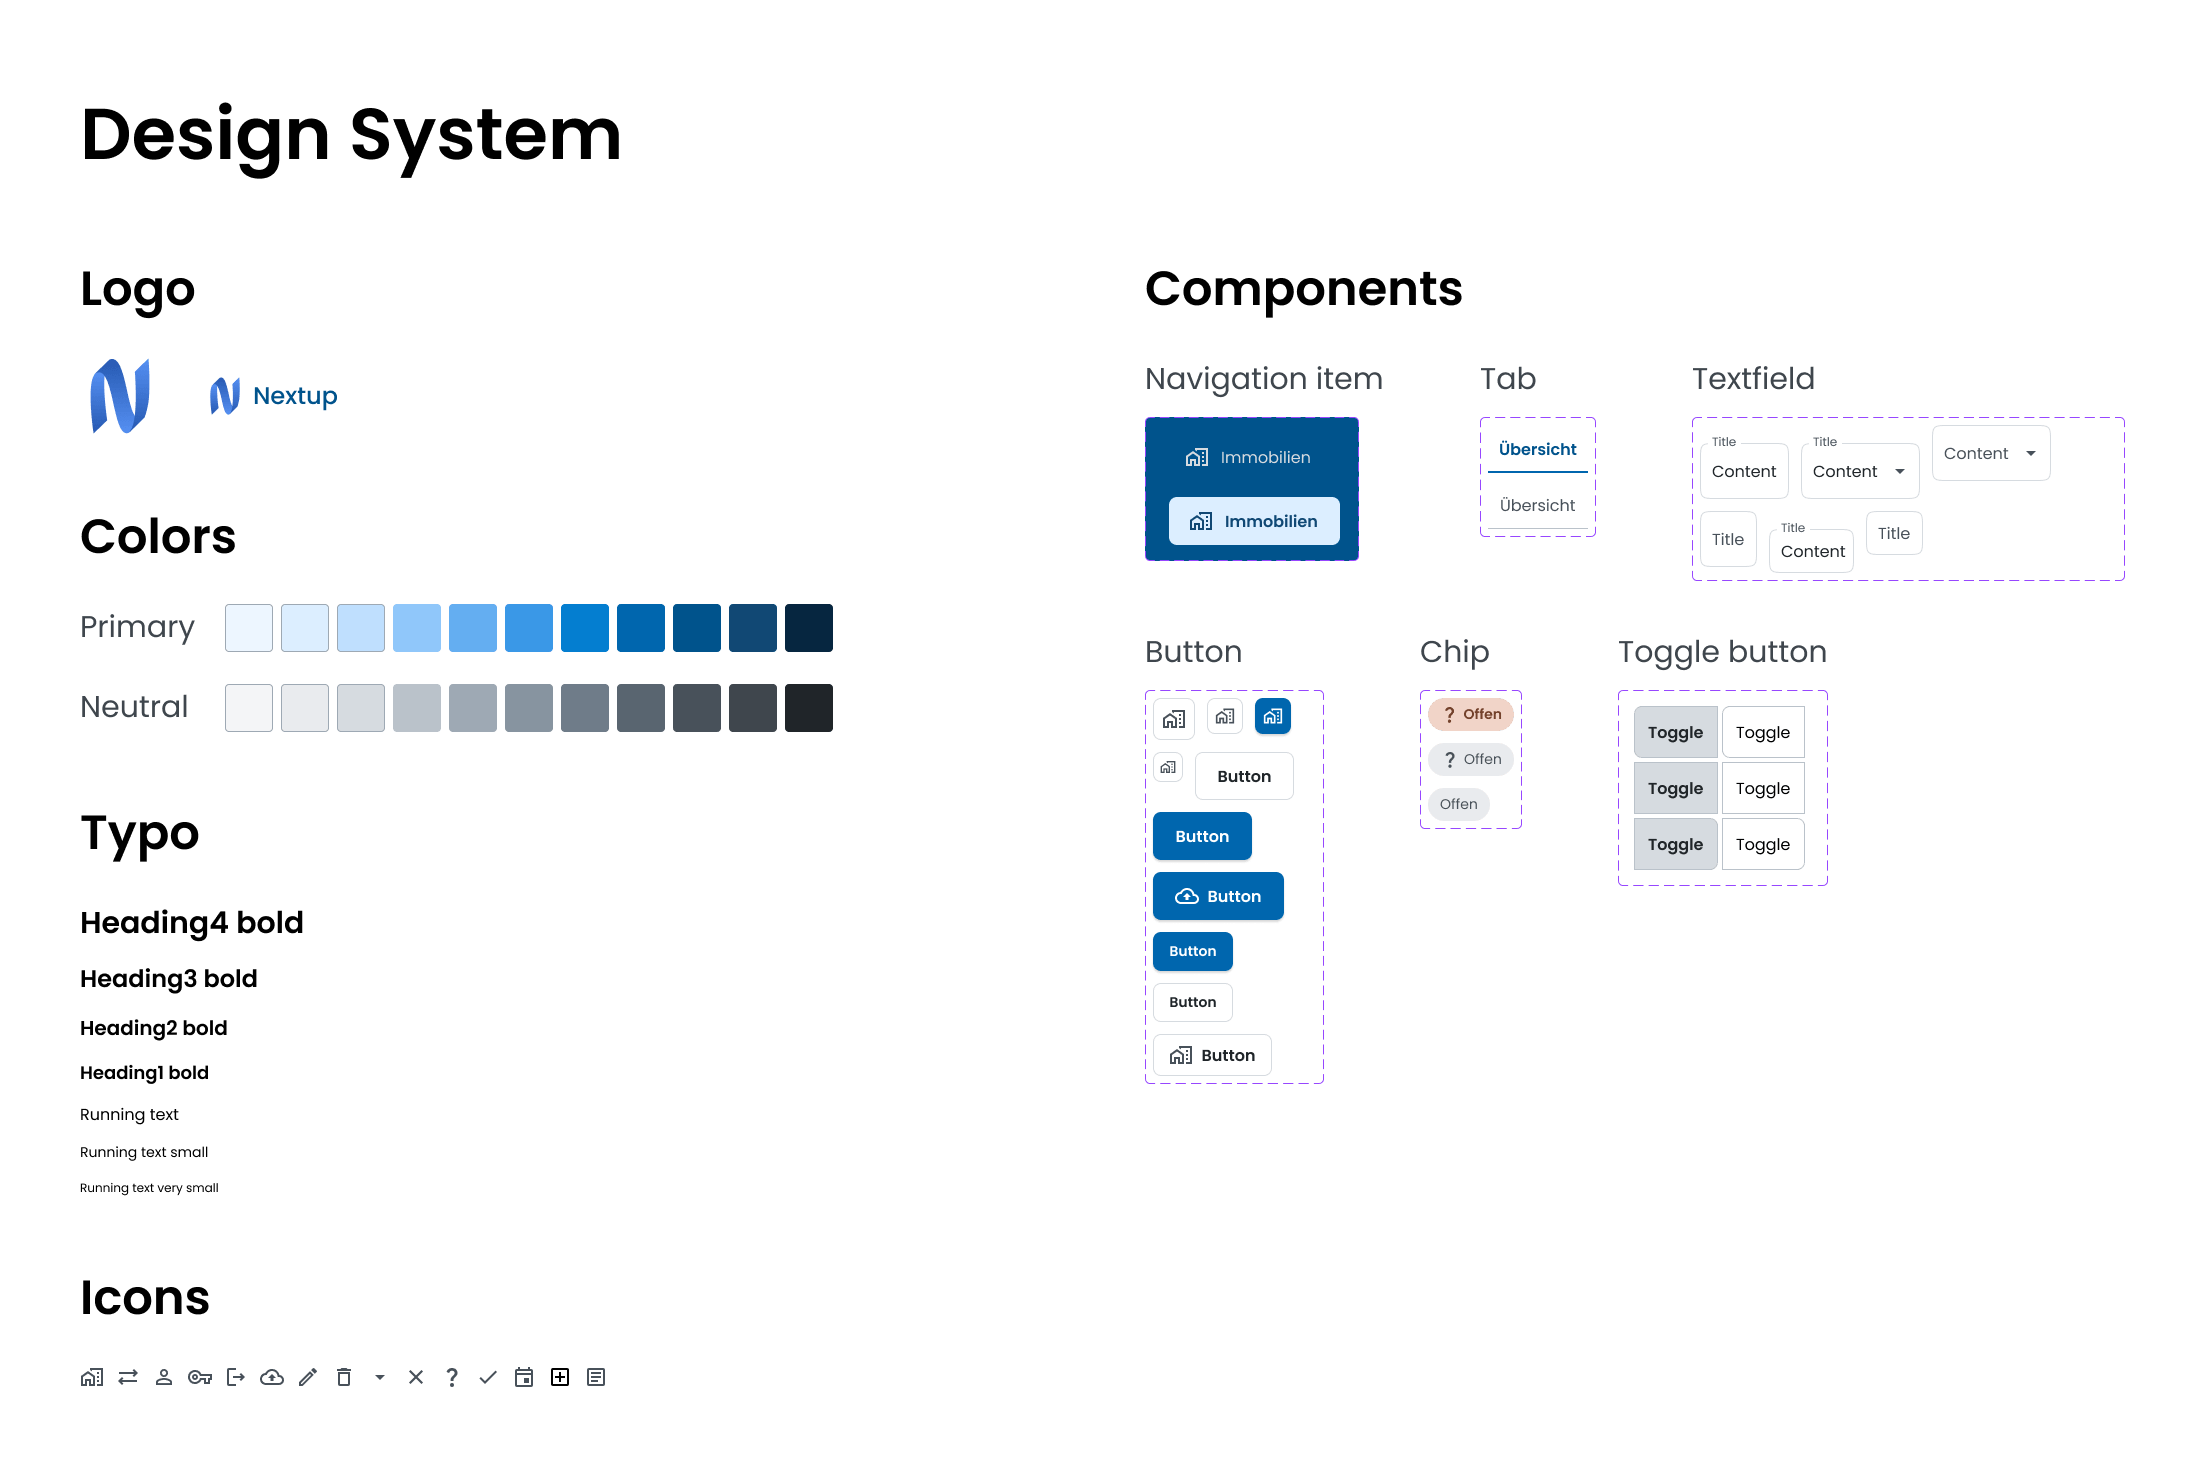 Design System
Logo
Nextup
Colors
Primary
Neutral
Typo
Heading4 bold
Heading3 bold
Heading2 bold
Heading1 bold
Running text
Running text small
Running text very small
Icons
Components
Navigation item
Immobilien
Immobilien
Tab
Übersicht
Übersicht
Textfield
Title
Content
Title
Content
Content
Title
Title
Content
Title
Button
Button
Button
Button
Button
Button
Button
Chip
? Offen
? Offen
Offen
Toggle button
Toggle Toggle
Toggle Toggle
Toggle Toggle